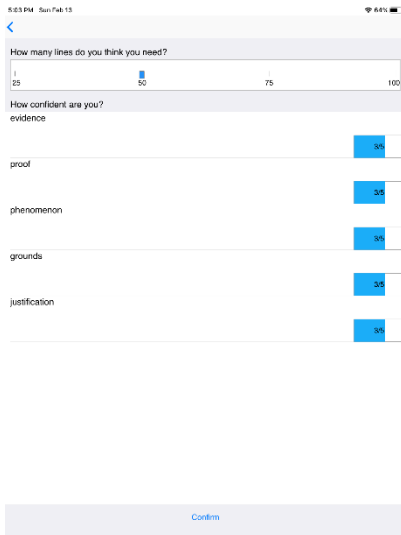 5:03 PM Sun Feb 13
64%
How many lines do you think you need?
25 50 75 100
How confident are you?
evidence
3/5
proof
3/5
phenomenon
3/5
grounds
3/5
justification
3/5
Confirm